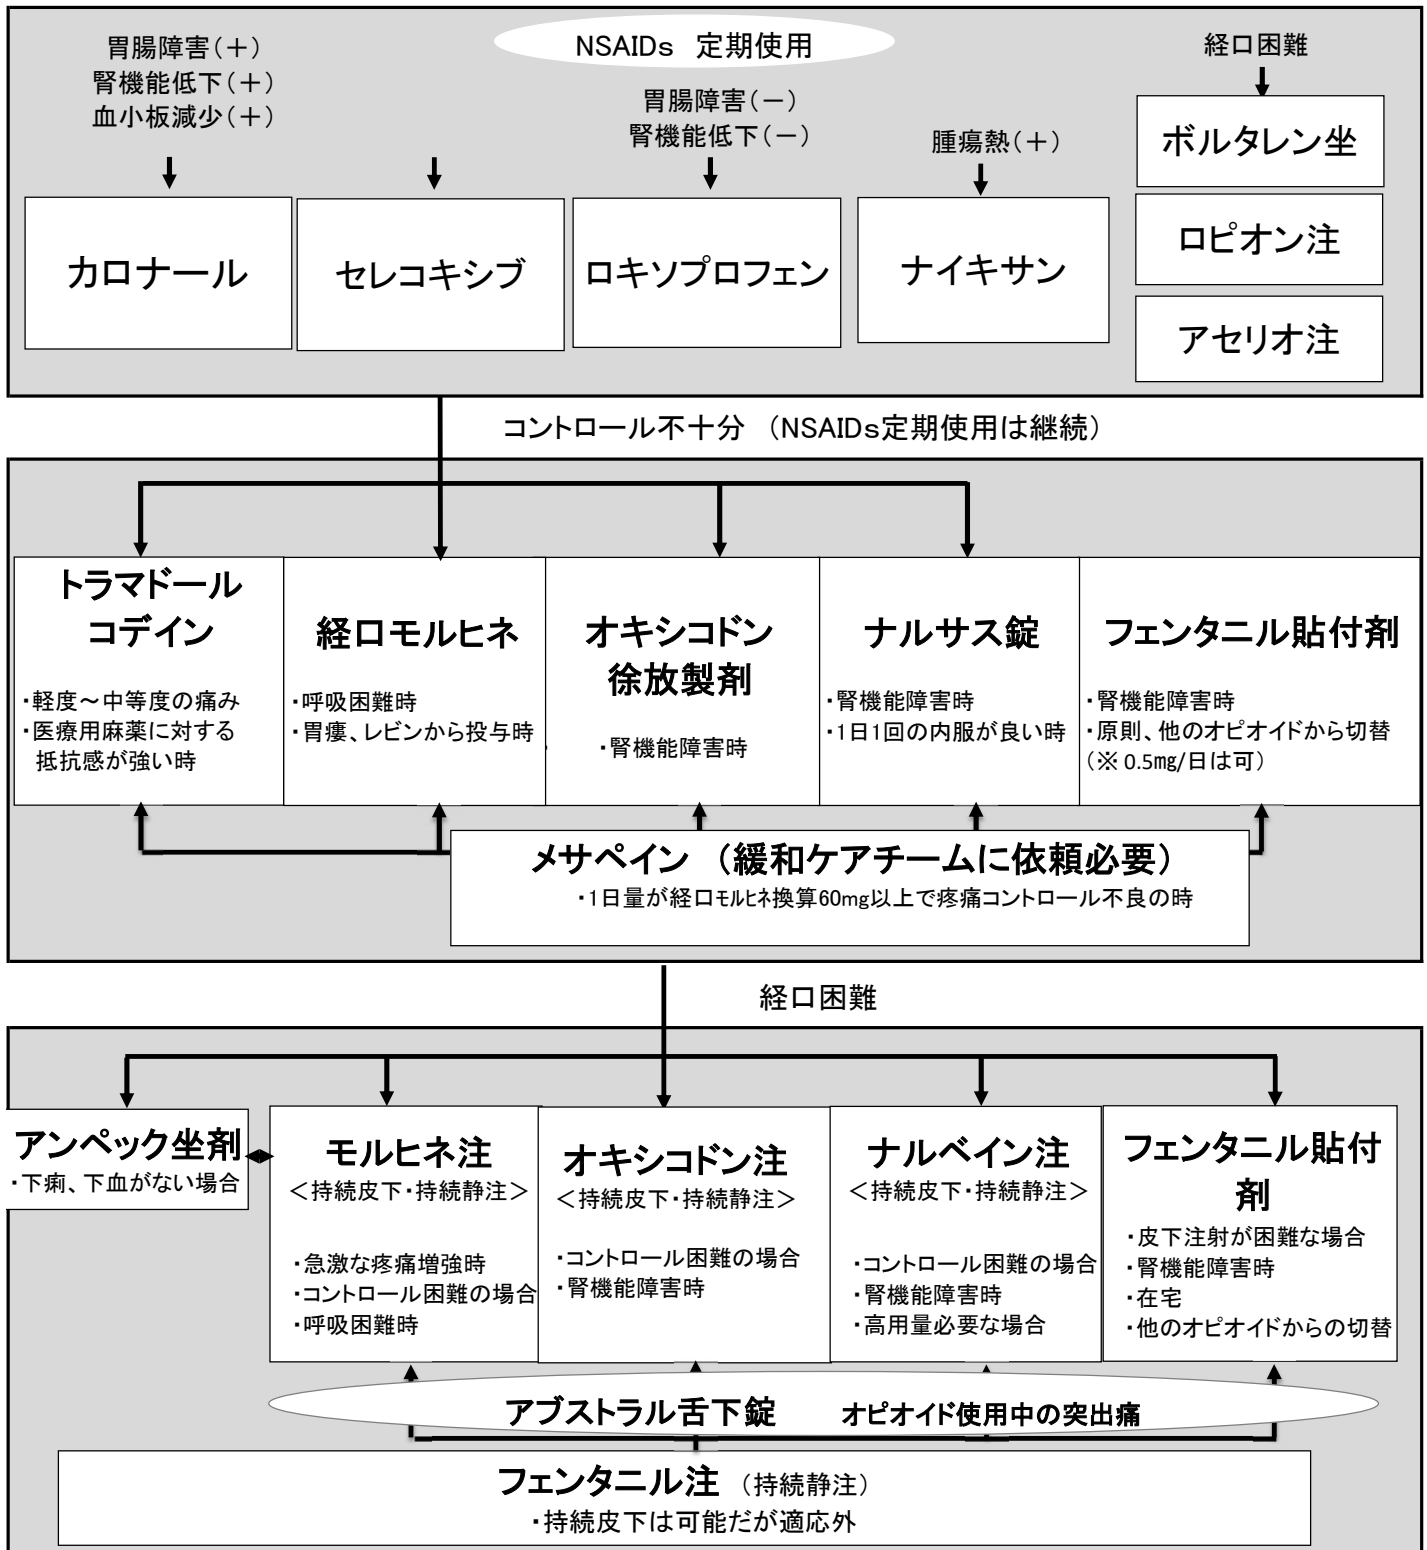 NSAIDs 定期使用
胃腸障害(+)
腎機能低下(+)
血小板減少(+)
カロナール
セレコキシブ
胃腸障害(-)
腎機能低下(-)
ロキソプロフェン
腫瘍熱(+)
ナイキサン
経口困難
ボルタレン坐
ロピオン注
アセリオ注
コントロール不十分 (NSAIDs定期使用は継続)
トラマドール
コデイン
・軽度~中等度の痛み
・医療用麻薬に対する
抵抗感が強い時
経口モルヒネ
・呼吸困難時
・胃瘻、レビンから投与時
オキシコドン
徐放製剤
・腎機能障害時
ナルサス錠
・腎機能障害時
・1日1回の内服が良い時
フェンタニル貼付剤
・腎機能障害時
・原則、他のオピオイドから切替
(※0.5㎎/日は可)
メサペイン (緩和ケアチームに依頼必要)
・1日量が経口モルヒネ換算60mg以上で疼痛コントロール不良の時
経口困難
アンペック坐剤
・下痢、下血がない場合
モルヒネ注
<持続皮下・持続静注>
・急激な疼痛増強時
・コントロール困難の場合
・呼吸困難時
オキシコドン注
<持続皮下・持続静注>
・コントロール困難の場合
・腎機能障害時
ナルベイン注
<持続皮下・持続静注>
・コントロール困難の場合
・腎機能障害時
・高用量必要な場合
フェンタニル貼付
剤
・皮下注射が困難な場合
・腎機能障害時
・在宅
・他のオピオイドからの切替
アブストラル舌下錠 オピオイド使用中の突出痛
フェンタニル注 (持続静注)
・持続皮下は可能だが適応外